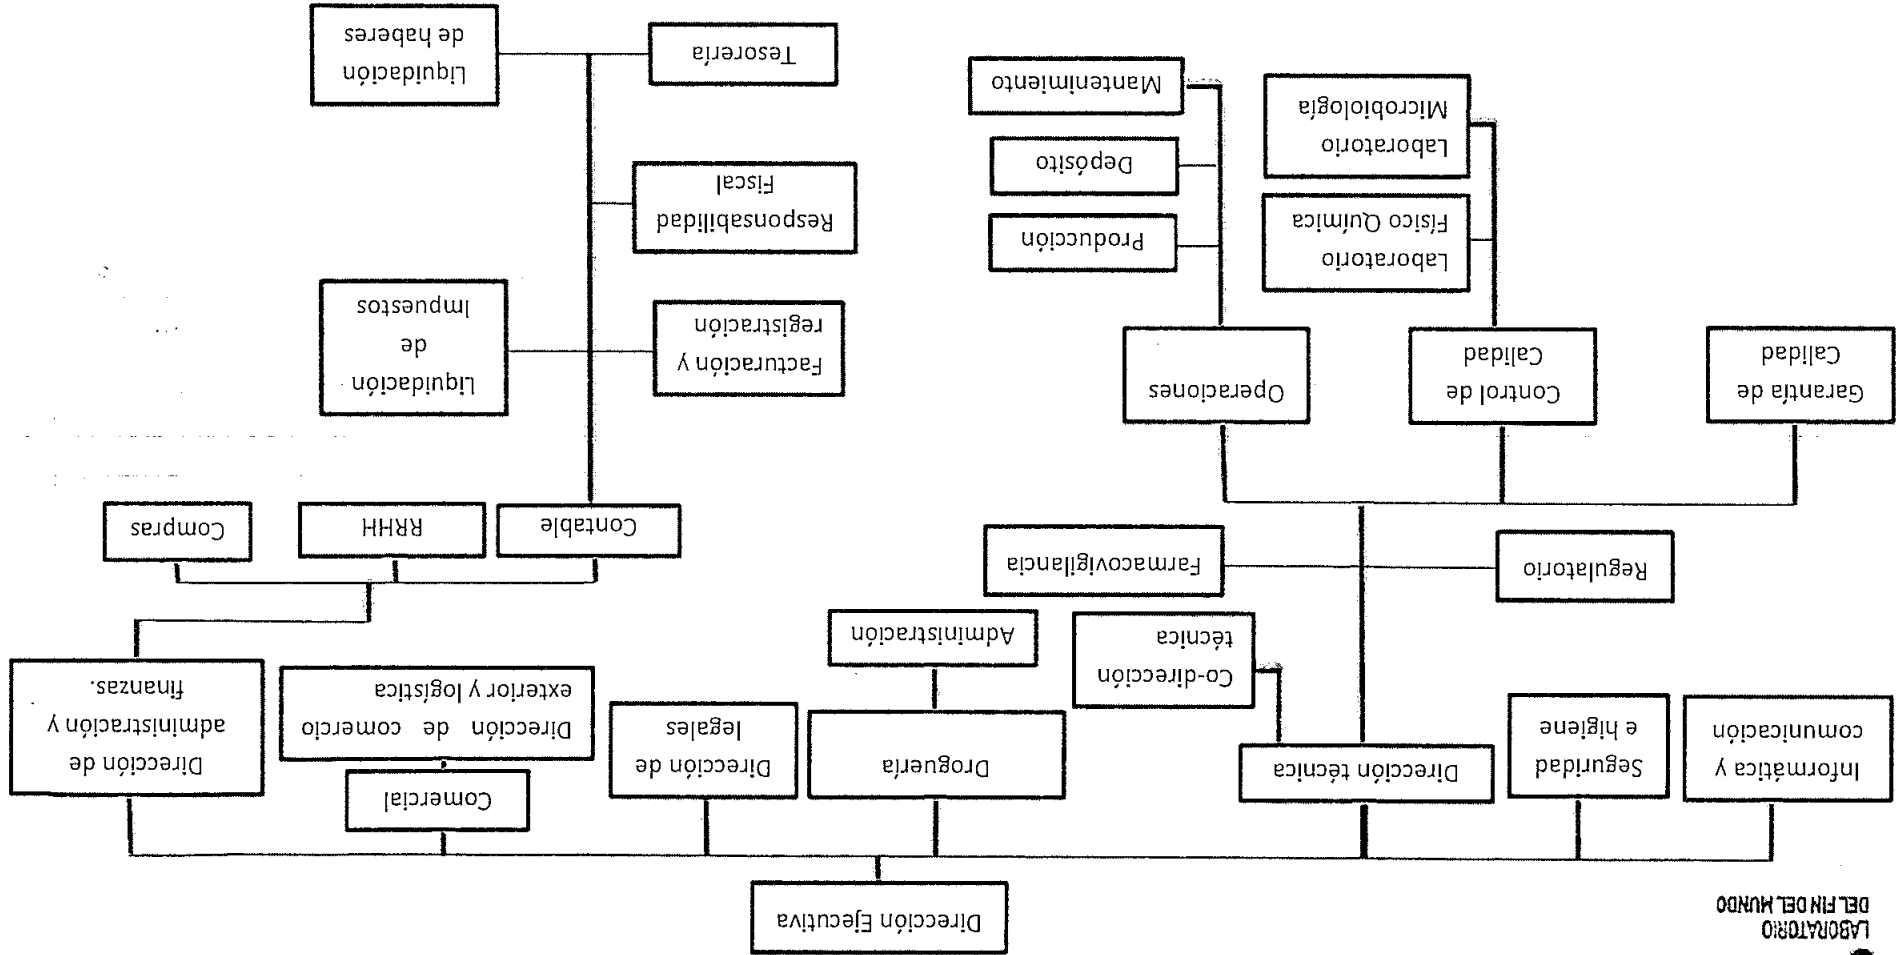 LABORATORIO
DEL FIN DEL MUNDO
Dirección Ejecutiva
Informática y
comunicación
Seguridad
e higiene
Dirección técnica
Co-dirección
técnica
Droguería
Administración
Dirección de
legales
Comercial
Dirección de comercio
exterior y logística
Dirección de
administración y
finanzas.
Regulatorio
Farmacovigilancia
Garantía de
Calidad
Control de
Calidad
Operaciones
Laboratorio
Físico Química
Laboratorio
Microbiología
Producción
Depósito
Mantenimiento
Contable
RRHH
Compras
Facturación y
registración
Liquidación
de
Impuestos
Responsabilidad
Fiscal
Tesorería
Liquidación
de haberes